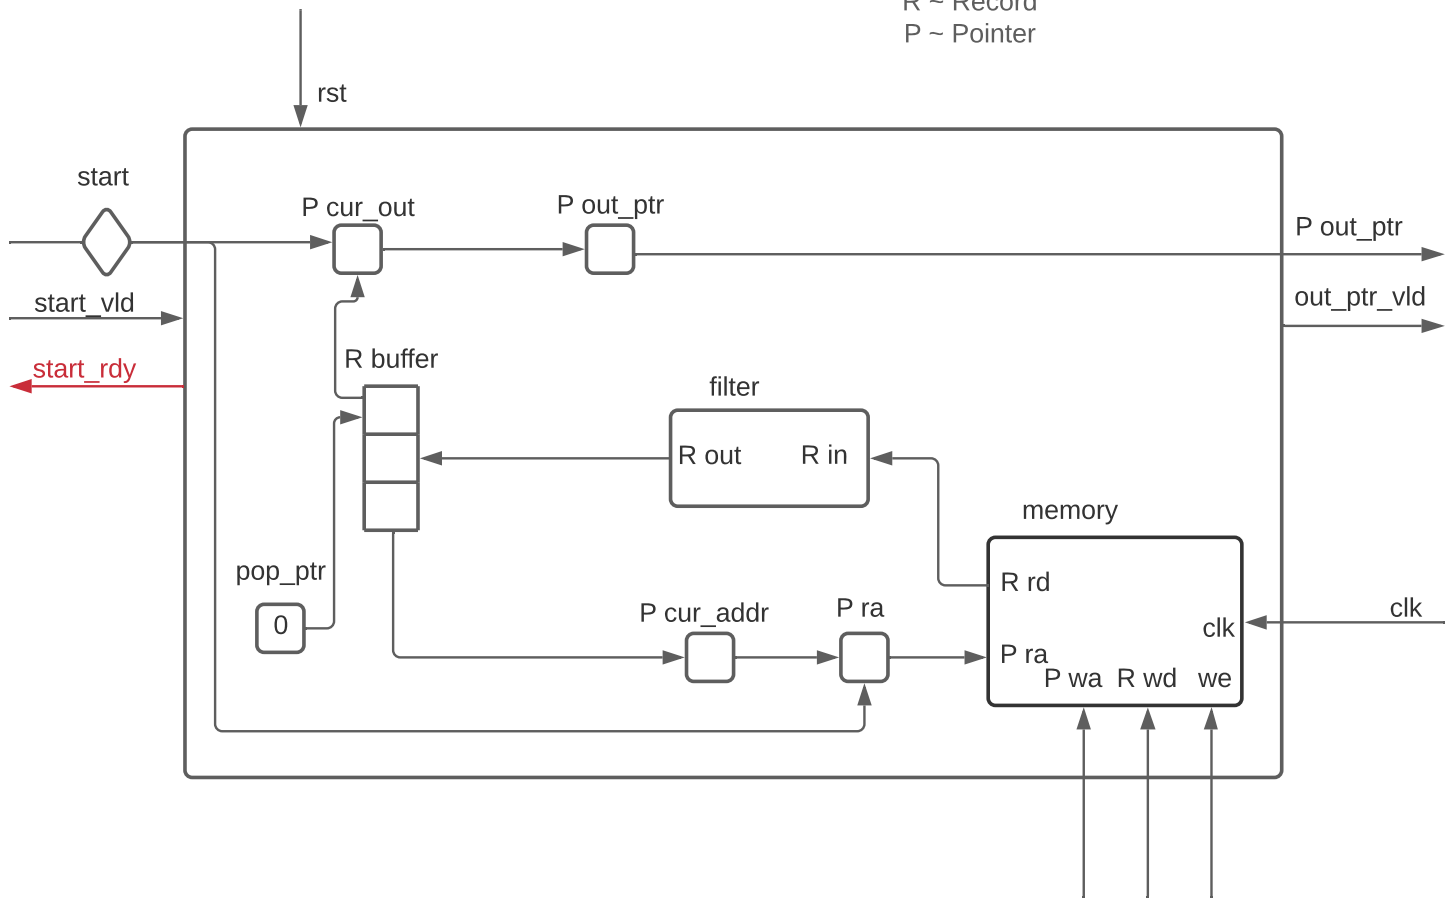 R ~ Record
P ~ Pointer
rst
start
P cur_out
P out_ptr
P out_ptr
start_vld
out_ptr_vld
start_rdy
R buffer
filter
R out
R in
memory
pop_ptr
R rd
0
P cur_addr
P ra
clk
clk
P ra
P wa
R wd
we